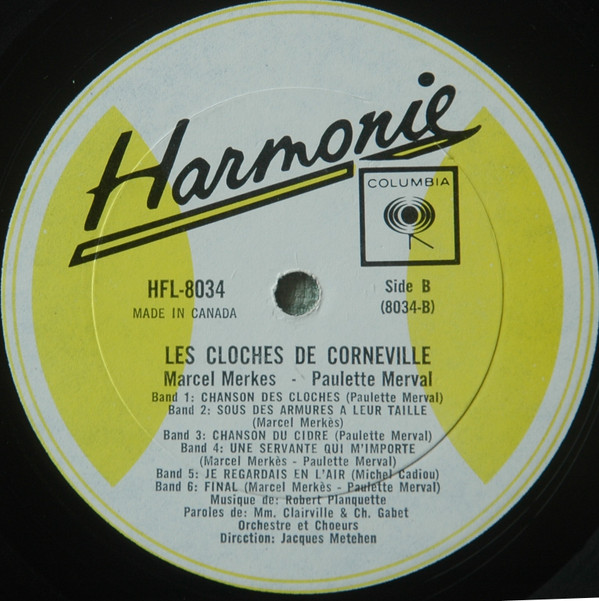 Harmonie
COLUMBIA
HFL-8034
MADE IN CANADA
Side B
(8034-B)
LES CLOCHES DE CORNEVILLE
Marcel Merkes - Paulette Merval
Band 1: CHANSON DES CLOCHES (Paulette Merval)
Band 2: SOUS DES ARMURES A LEUR TAILLE
(Marcel Merkès)
Band 3: CHANSON DU CIDRE (Paulette Merval)
Band 4: UNE SERVANTE QUI M'IMPORTE
(Marcel Merkès - Paulette Merval)
Band 5: JE REGARDAIS EN L'AIR (Michel Cadiou)
Band 6: FINAL (Marcel Merkès - Paulette Merval)
Musique de: Robert Planquette
Paroles de: Mm. Clairville & Ch. Gabet
Orchestre et Choeurs
Direction: Jacques Metehen